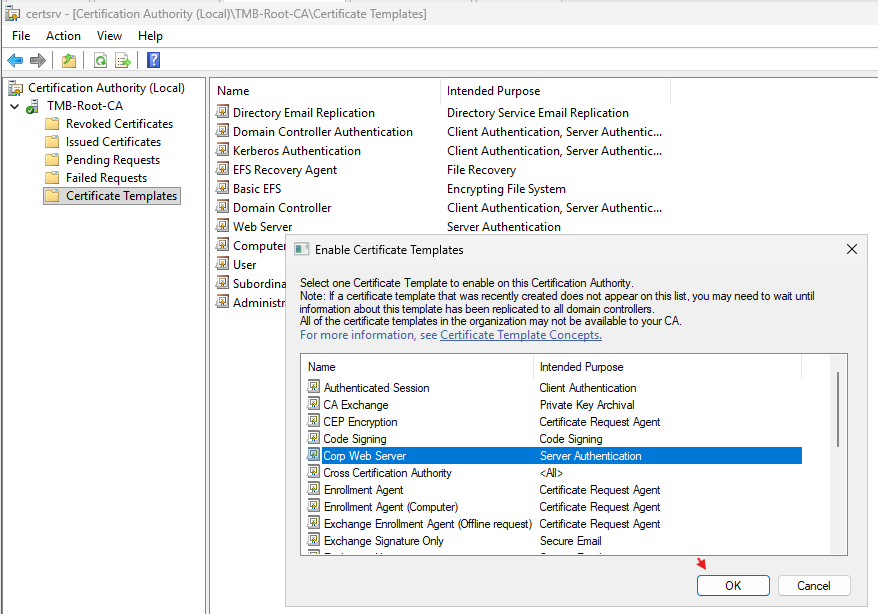 certsrv - [Certification Authority (Local)\TMB-Root-CA\Certificate Templates]
File Action View Help
Certification Authority (Local)
TMB-Root-CA
Revoked Certificates
Issued Certificates
Pending Requests
Failed Requests
Certificate Templates
Name Intended Purpose
Directory Email Replication Directory Service Email Replication
Domain Controller Authentication Client Authentication, Server Authentic...
Kerberos Authentication Client Authentication, Server Authentic...
EFS Recovery Agent File Recovery
Basic EFS Encrypting File System
Domain Controller Client Authentication, Server Authentic...
Web Server Server Authentication
Computer
User
Subordina
Administr
Enable Certificate Templates
Select one Certificate Template to enable on this Certification Authority.
Note: If a certificate template that was recently created does not appear on this list, you may need to wait until
information about this template has been replicated to all domain controllers.
All of the certificate templates in the organization may not be available to your CA.
For more information, see Certificate Template Concepts.
Name Intended Purpose
Authenticated Session Client Authentication
CA Exchange Private Key Archival
CEP Encryption Certificate Request Agent
Code Signing Code Signing
Corp Web Server Server Authentication
Cross Certification Authority <All>
Enrollment Agent Certificate Request Agent
Enrollment Agent (Computer) Certificate Request Agent
Exchange Enrollment Agent (Offline request) Certificate Request Agent
Exchange Signature Only Secure Email
OK Cancel